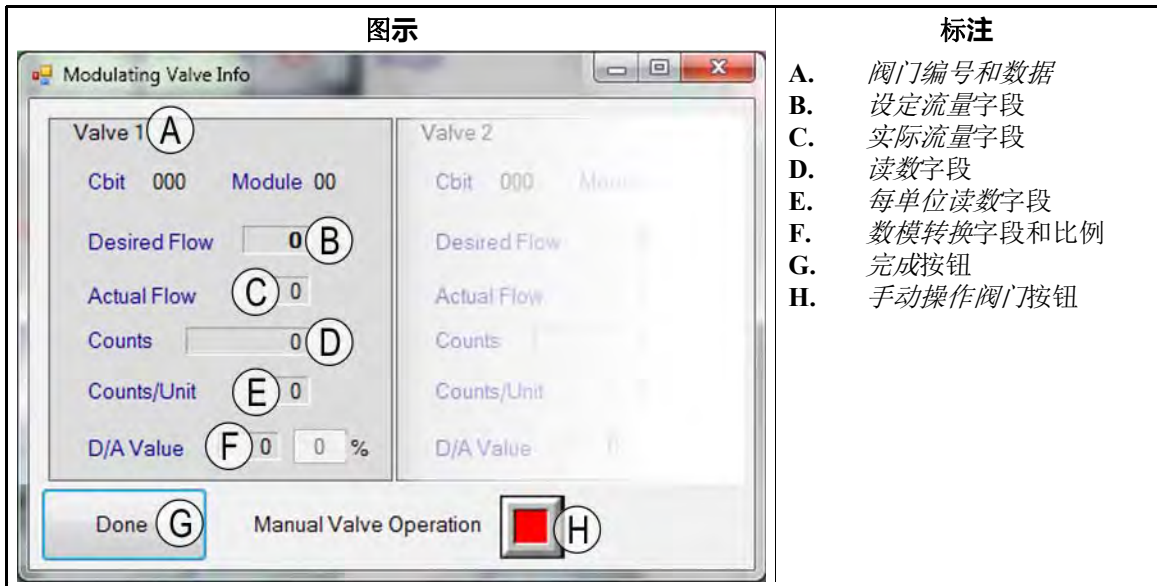 图示
标注
Modulating Valve Info
Valve 1 A
Cbit 000 Module 00
Desired Flow 0 B
Actual Flow C 0
Counts 0 D
Counts/Unit E 0
D/A Value F 0 0 %
Valve 2
Cbit 000
Desired Flow
Actual Flow
Counts
Counts/Unit
D/A Value
Done G
Manual Valve Operation H
A. 阀门编号和数据
B. 设定流量字段
C. 实际流量字段
D. 读数字段
E. 每单位读数字段
F. 数模转换字段和比例
G. 完成按钮
H. 手动操作阀门按钮